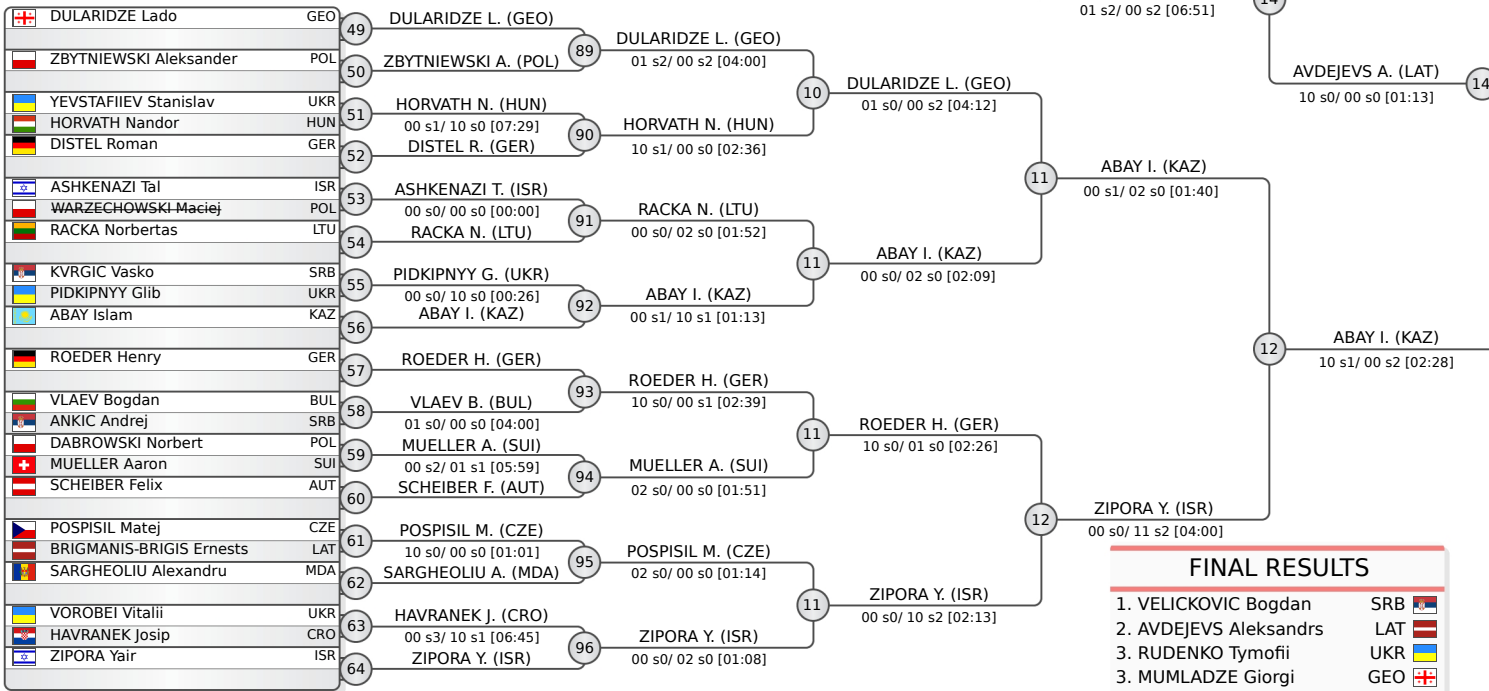 DULARIDZE Lado GEO
ZBYTNIEWSKI Aleksander POL
YEVSTAFIIEV Stanislav UKR
HORVATH Nandor HUN
DISTEL Roman GER
ASHKENAZI Tal ISR
WARZECHOWSKI Maciej POL
RACKA Norbertas LTU
KVRGIC Vasko SRB
PIDKIPNYY Glib UKR
ABAY Islam KAZ
ROEDER Henry GER
VLAEV Bogdan BUL
ANKIC Andrej SRB
DABROWSKI Norbert POL
MUELLER Aaron SUI
SCHEIBER Felix AUT
POSPISIL Matej CZE
BRIGMANIS-BRIGIS Ernests LAT
SARGHEOLIU Alexandru MDA
VOROBEI Vitalii UKR
HAVRANEK Josip CRO
ZIPORA Yair ISR
49
50
51
52
53
54
55
56
57
58
59
60
61
62
63
64
DULARIDZE L. (GEO)
ZBYTNIEWSKI A. (POL)
HORVATH N. (HUN)
00 s1/ 10 s0 [07:29]
DISTEL R. (GER)
ASHKENAZI T. (ISR)
00 s0/ 00 s0 [00:00]
RACKA N. (LTU)
PIDKIPNYY G. (UKR)
00 s0/ 10 s0 [00:26]
ABAY I. (KAZ)
ROEDER H. (GER)
VLAEV B. (BUL)
01 s0/ 00 s0 [04:00]
MUELLER A. (SUI)
00 s2/ 01 s1 [05:59]
SCHEIBER F. (AUT)
POSPISIL M. (CZE)
10 s0/ 00 s0 [01:01]
SARGHEOLIU A. (MDA)
HAVRANEK J. (CRO)
00 s3/ 10 s1 [06:45]
ZIPORA Y. (ISR)
89
90
91
92
93
94
95
96
DULARIDZE L. (GEO)
01 s2/ 00 s2 [04:00]
HORVATH N. (HUN)
10 s1/ 00 s0 [02:36]
RACKA N. (LTU)
00 s0/ 02 s0 [01:52]
ABAY I. (KAZ)
00 s1/ 10 s1 [01:13]
ROEDER H. (GER)
10 s0/ 00 s1 [02:39]
MUELLER A. (SUI)
02 s0/ 00 s0 [01:51]
POSPISIL M. (CZE)
02 s0/ 00 s0 [01:14]
ZIPORA Y. (ISR)
00 s0/ 02 s0 [01:08]
10
11
11
11
DULARIDZE L. (GEO)
01 s0/ 00 s2 [04:12]
ABAY I. (KAZ)
00 s0/ 02 s0 [02:09]
ROEDER H. (GER)
10 s0/ 01 s0 [02:26]
ZIPORA Y. (ISR)
00 s0/ 10 s2 [02:13]
11
12
01 s2/ 00 s2 [06:51]
ABAY I. (KAZ)
00 s1/ 02 s0 [01:40]
ZIPORA Y. (ISR)
00 s0/ 11 s2 [04:00]
12
AVDEJEVS A. (LAT)
10 s0/ 00 s0 [01:13]
14
ABAY I. (KAZ)
10 s1/ 00 s2 [02:28]
FINAL RESULTS
1. VELICKOVIC Bogdan SRB
2. AVDEJEVS Aleksandrs LAT
3. RUDENKO Tymofii UKR
3. MUMLADZE Giorgi GEO